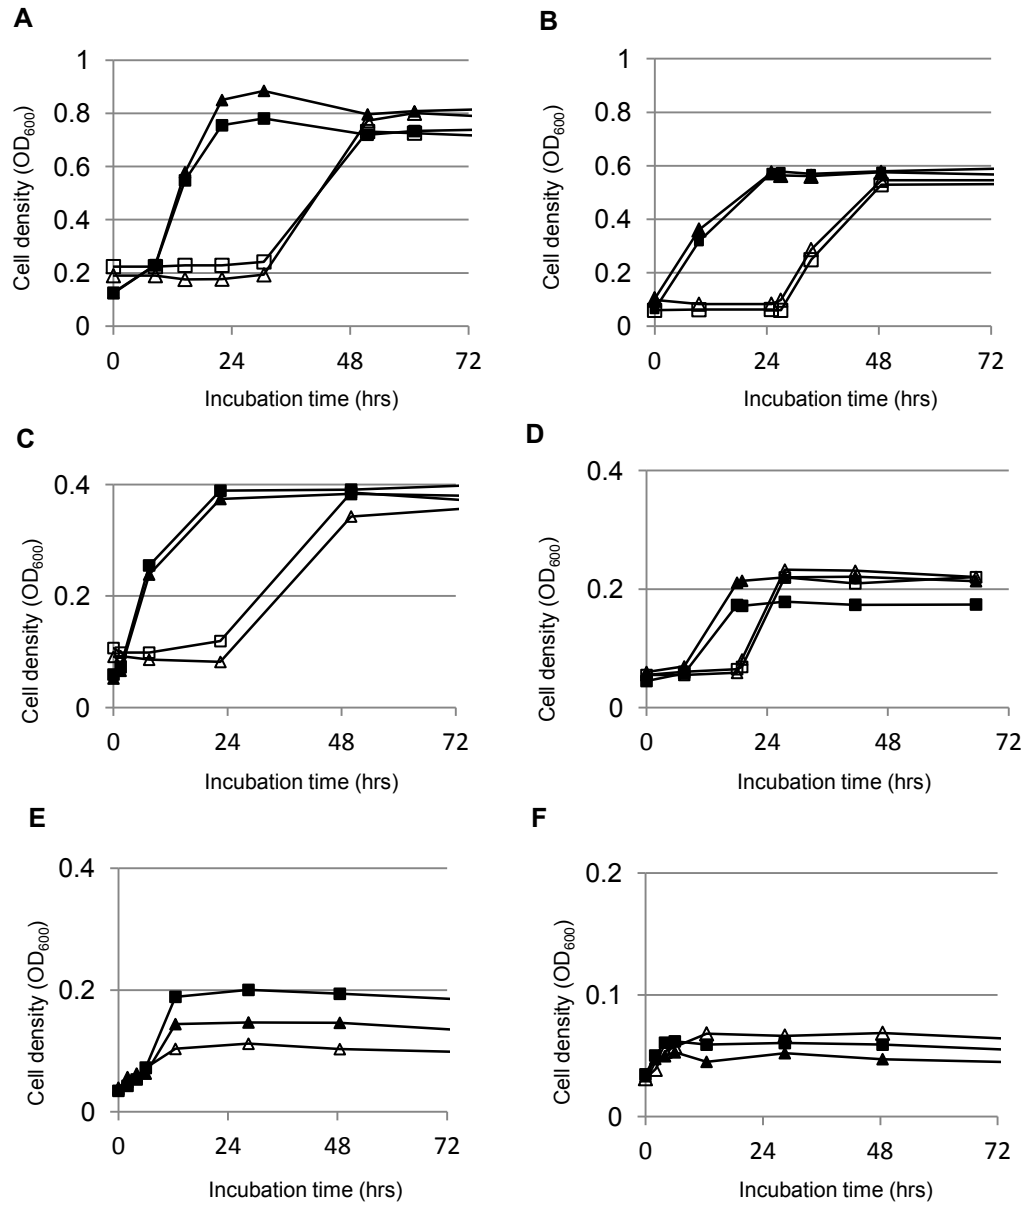 A
1
0.8
0.6
0.4
0.2
0
Cell density (OD600)
0 24 48 72
Incubation time (hrs)
B
1
0.8
0.6
0.4
0.2
0
Cell density (OD600)
0 24 48 72
Incubation time (hrs)
C
0.4
0.2
0
Cell density (OD600)
0 24 48 72
Incubation time (hrs)
D
0.4
0.2
0
Cell density (OD600)
0 24 48 72
Incubation time (hrs)
E
0.4
0.2
0
Cell density (OD600)
0 24 48 72
Incubation time (hrs)
F
0.2
0.1
0
Cell density (OD600)
0 24 48 72
Incubation time (hrs)